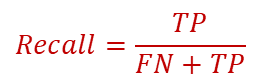 Recall = TP / (FN + TP)